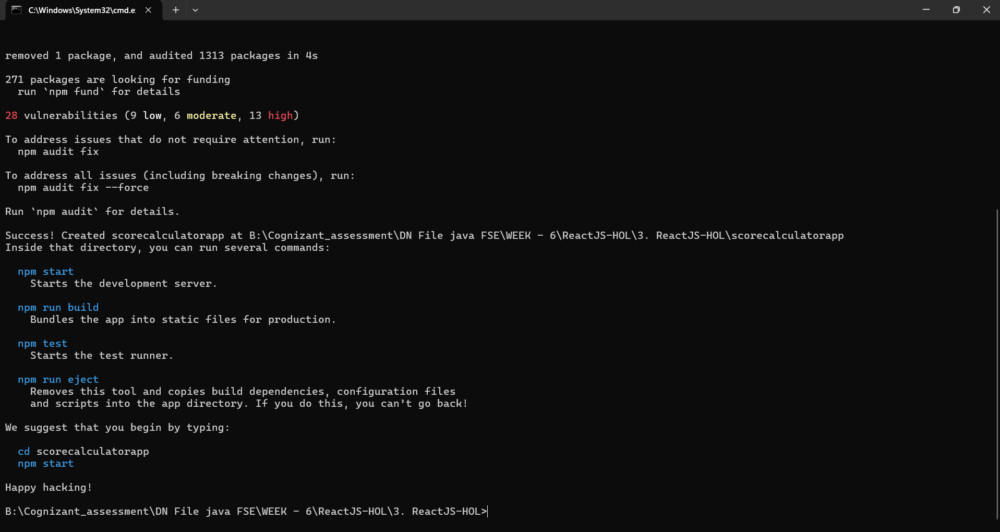 C:\Windows\System32\cmd.e
removed 1 package, and audited 1313 packages in 4s
271 packages are looking for funding
  run `npm fund` for details
28 vulnerabilities (9 low, 6 moderate, 13 high)
To address issues that do not require attention, run:
  npm audit fix
To address all issues (including breaking changes), run:
  npm audit fix --force
Run `npm audit` for details.
Success! Created scorecalculatorapp at B:\Cognizant_assessment\DN File java FSE\WEEK - 6\ReactJS-HOL\3. ReactJS-HOL\scorecalculatorapp
Inside that directory, you can run several commands:
  npm start
    Starts the development server.
  npm run build
    Bundles the app into static files for production.
  npm test
    Starts the test runner.
  npm run eject
    Removes this tool and copies build dependencies, configuration files
    and scripts into the app directory. If you do this, you can’t go back!
We suggest that you begin by typing:
  cd scorecalculatorapp
  npm start
Happy hacking!
B:\Cognizant_assessment\DN File java FSE\WEEK - 6\ReactJS-HOL\3. ReactJS-HOL>